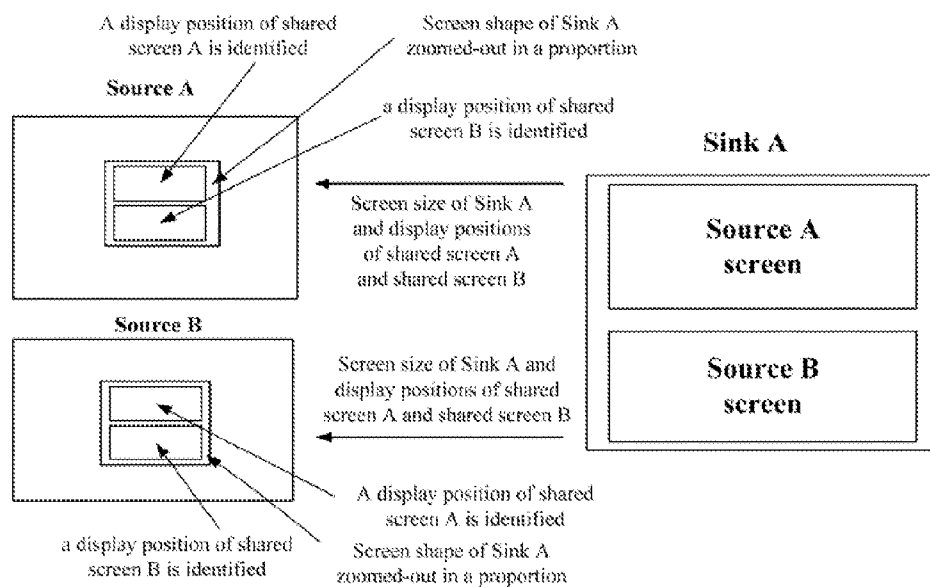 A display position of shared
screen A is identified
Screen shape of Sink A
zoomed-out in a proportion
Source A
a display position of shared
screen B is identified
Sink A
Screen size of Sink A
and display positions
of shared screen A
and shared screen B
Source A
screen
Source B
Screen size of Sink A and
display positions of shared
screen A and shared screen B
Source B
screen
A display position of shared
screen A is identified
a display position of shared
screen B is identified
Screen shape of Sink A
zoomed-out in a proportion